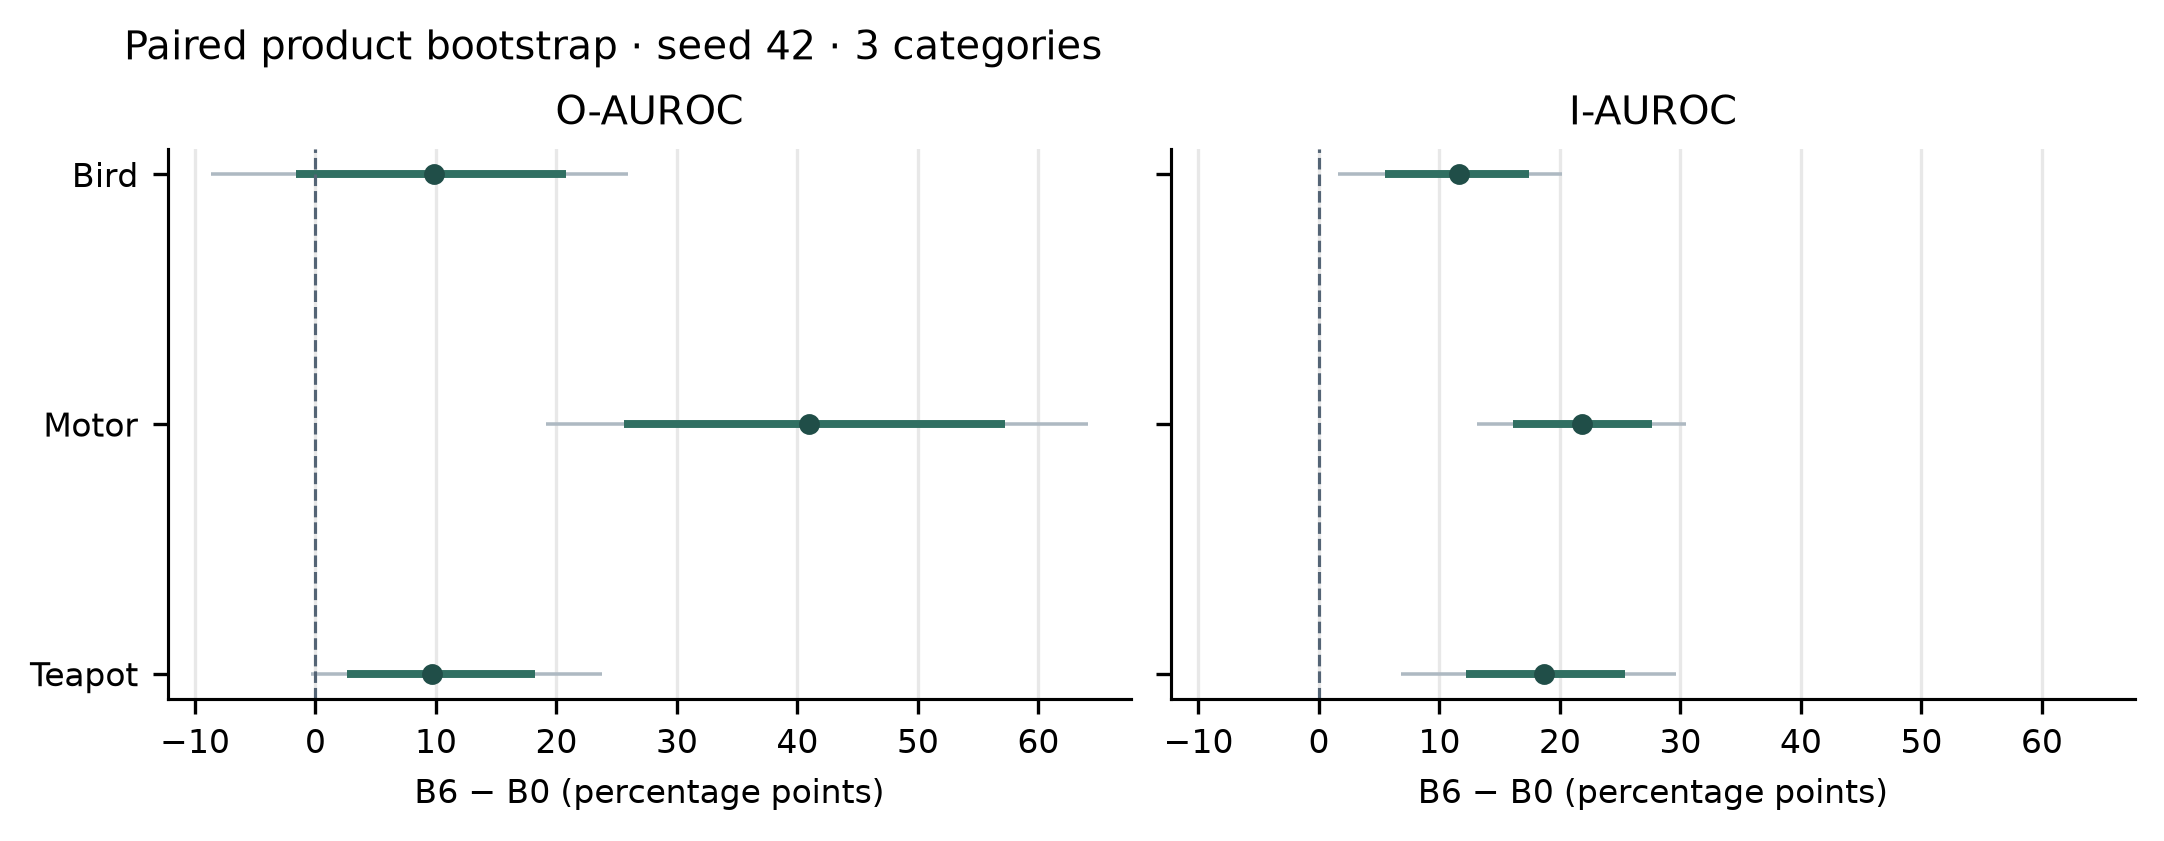 Paired product bootstrap · seed 42 · 3 categories
O-AUROC
I-AUROC
Bird
Motor
Teapot
−10 0 10 20 30 40 50 60
−10 0 10 20 30 40 50 60
B6 − B0 (percentage points)
B6 − B0 (percentage points)